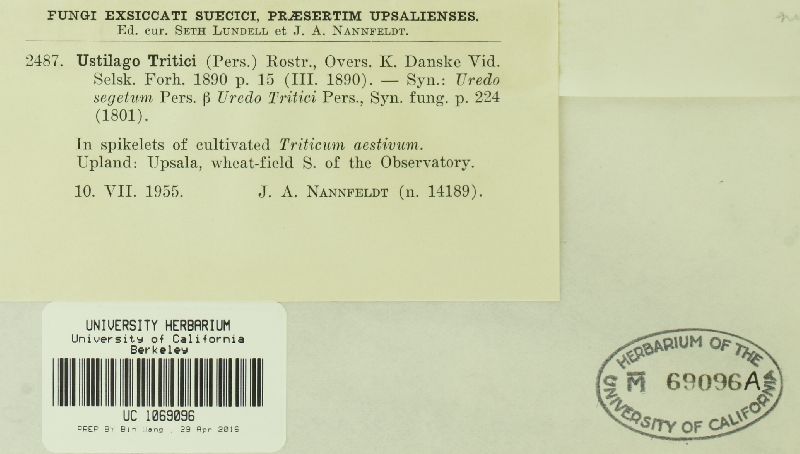 FUNGI EXSICCATI SUECICI, PRÆSERTIM UPSALIENSES.
Ed. cur. SETH LUNDELL et J. A. NANNFELDT.
2487. Ustilago Tritici (Pers.) Rostr., Overs. K. Danske Vid.
Selsk. Forh. 1890 p. 15 (III. 1890). — Syn.: Uredo
segetum Pers. β Uredo Tritici Pers., Syn. fung. p. 224
(1801).
In spikelets of cultivated Triticum aestivum.
Upland: Upsala, wheat-field S. of the Observatory.
10. VII. 1955. J. A. NANNFELDT (n. 14189).
UNIVERSITY HERBARIUM
University of California
Berkeley
UC 1069096
PREP BY Bin Wang , 29 Apr 2016
HERBARIUM OF THE
M 69096A
UNIVERSITY OF CALIFORNIA